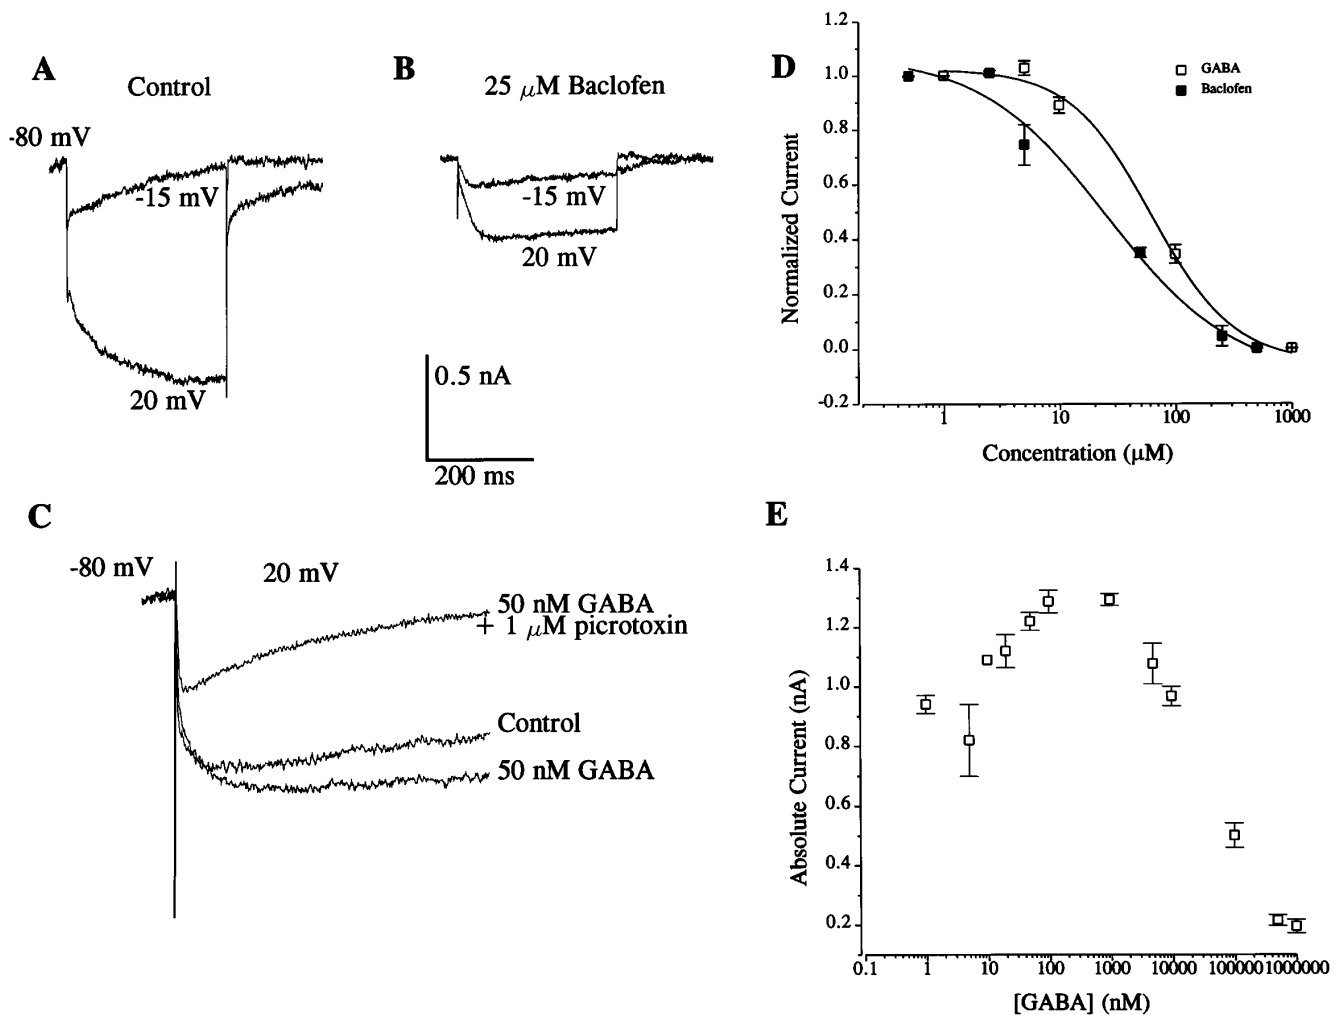 A
Control
-80 mV
-15 mV
20 mV
B
25 μM Baclofen
-15 mV
20 mV
0.5 nA
200 ms
C
-80 mV
20 mV
50 nM GABA
+ 1 μM picrotoxin
Control
50 nM GABA
D
GABA
Baclofen
Normalized Current
1.2
1.0
0.8
0.6
0.4
0.2
0.0
-0.2
1
10
100
1000
Concentration (μM)
E
Absolute Current (nA)
1.4
1.2
1.0
0.8
0.6
0.4
0.2
0.1
1
10
100
1000
10000
100000
1000000
[GABA] (nM)